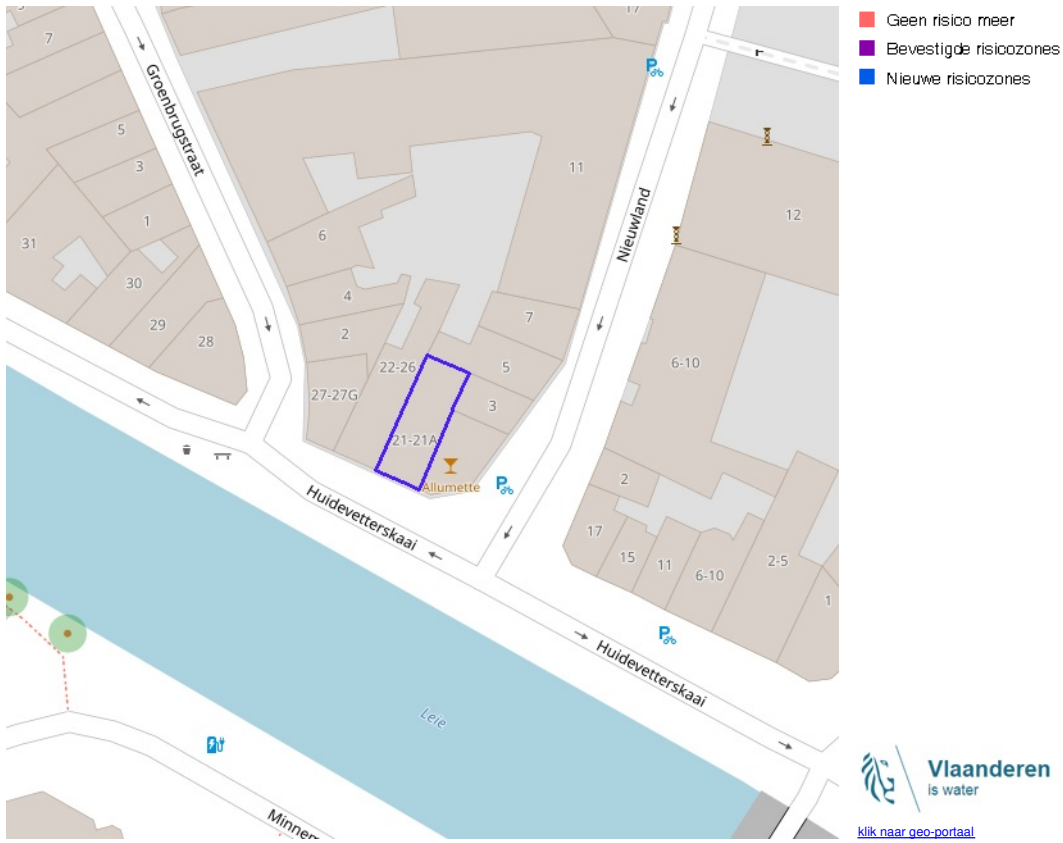 Geen risico meer
Bevestigde risicozones
Nieuwe risicozones
17
7
Groenbrugstraat
P
5
3
1
31
30
29
28
11
12
Nieuwland
6
4
2
7
5
3
22-26
27-27G
21-21A
Allumette
P
6-10
2
17
15
11
6-10
2-5
1
P
Huidevetterskaai
Huidevetterskaai
Leie
Minnem
Vlaanderen
is water
klik naar geo-portaal